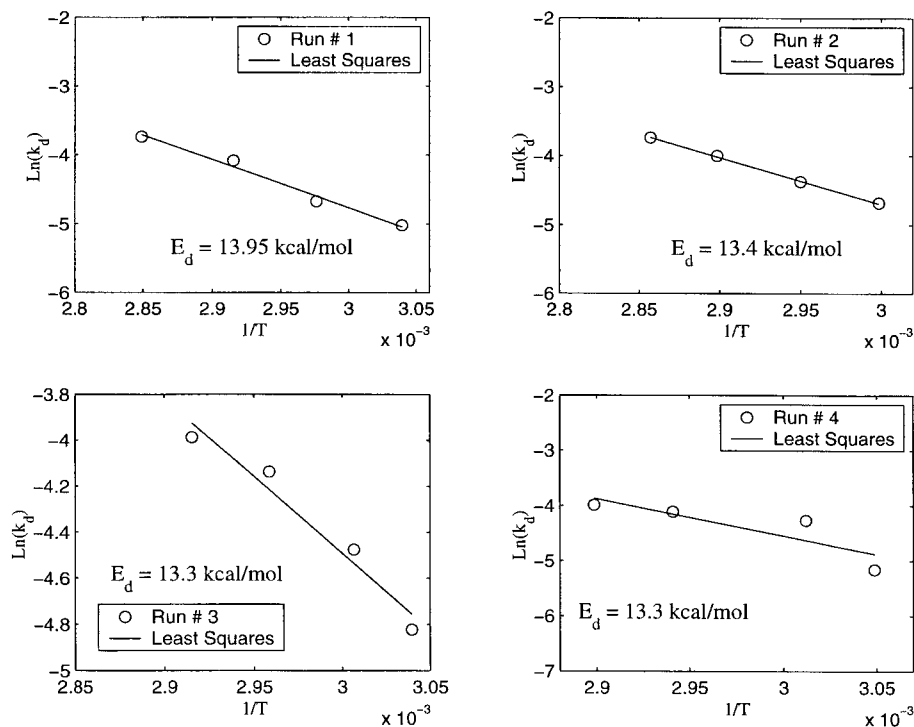 −2
−3
−4
−5
−6
Ln(k_d)
Run # 1
Least Squares
E_d = 13.95 kcal/mol
2.8 2.85 2.9 2.95 3 3.05
1/T
x 10⁻³
−2
−3
−4
−5
−6
Ln(k_d)
Run # 2
Least Squares
E_d = 13.4 kcal/mol
2.8 2.85 2.9 2.95 3
1/T
x 10⁻³
−3.8
−4
−4.2
−4.4
−4.6
−4.8
−5
Ln(k_d)
E_d = 13.3 kcal/mol
Run # 3
Least Squares
2.85 2.9 2.95 3 3.05
1/T
x 10⁻³
−2
−3
−4
−5
−6
−7
Ln(k_d)
Run # 4
Least Squares
E_d = 13.3 kcal/mol
2.9 2.95 3 3.05
1/T
x 10⁻³